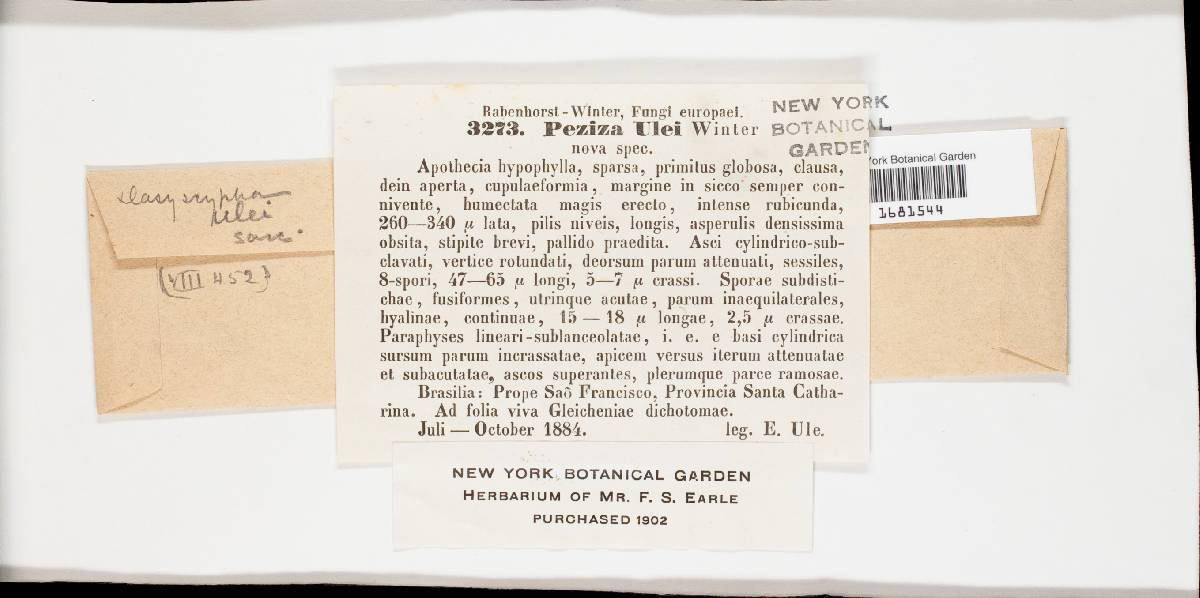 Rabenhorst-Winter, Fungi europaei.
3273. Peziza Ulei Winter
nova spec.
Apothecia hypophylla, sparsa, primitus globosa, clausa,
dein aperta, cupulaeformia, margine in sicco semper con-
nivente, humectata magis erecto, intense rubicunda,
260—340 µ lata, pilis niveis, longis, asperulis densissima
obsita, stipite brevi, pallido praedita. Asci cylindrico-sub-
clavati, vertice rotundati, deorsum parum attenuati, sessiles,
8-spori, 47—65 µ longi, 5—7 µ crassi. Sporae subdisti-
chae, fusiformes, utrinque acutae, parum inaequilaterales,
hyalinae, continuae, 15—18 µ longae, 2,5 µ crassae.
Paraphyses lineari-sublanceolatae, i. e. e basi cylindrica
sursum parum incrassatae, apicem versus iterum attenuatae
et subacutatae, ascos superantes, plerumque parce ramosae.
Brasilia: Prope Saõ Francisco, Provincia Santa Catha-
rina. Ad folia viva Gleicheniae dichotomae.
Juli — October 1884. leg. E. Ule.
NEW YORK
BOTANICAL
GARDEN
York Botanical Garden
1681544
Dasyscypha
Ulei
Sacc.
(VIII 452)
NEW YORK BOTANICAL GARDEN
HERBARIUM OF MR. F. S. EARLE
PURCHASED 1902